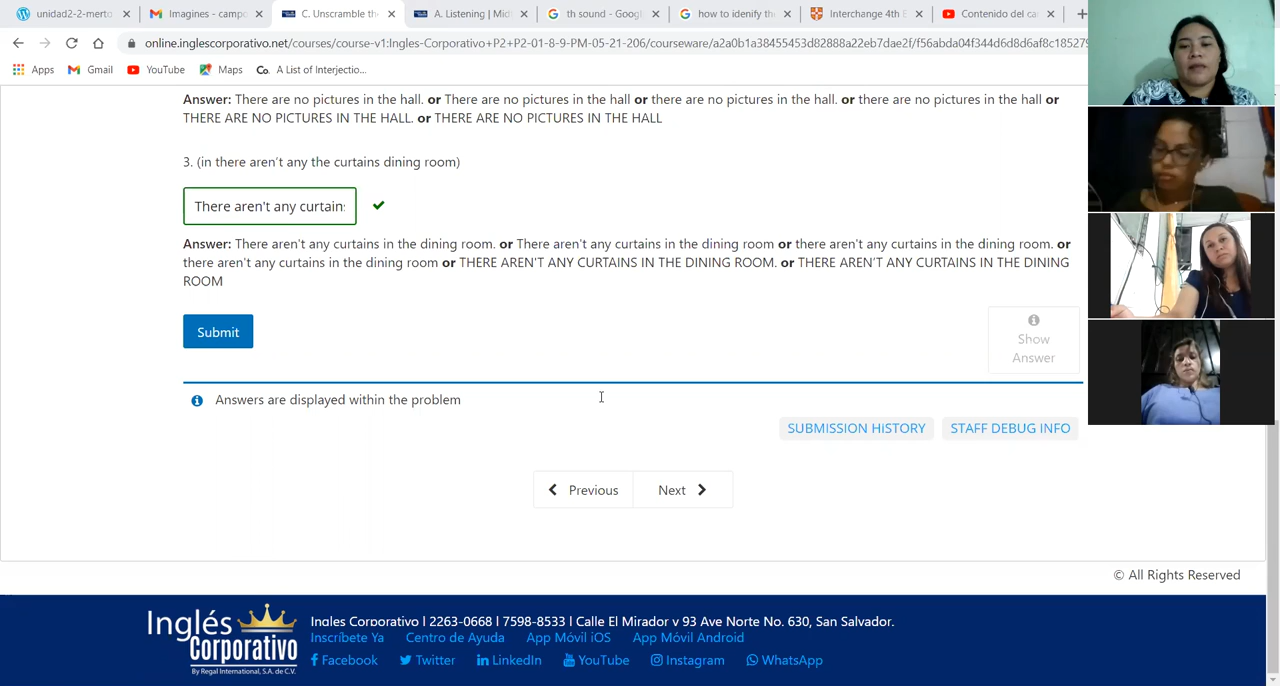 unidad2-2-merto
Imagines - campo
C. Unscramble the
A. Listening | Mid
th sound - Googl
how to idenify th
Interchange 4th E
Contenido del ca
online.inglescorporativo.net/courses/course-v1:Ingles-Corporativo+P2+P2-01-8-9-PM-05-21-206/courseware/a2a0b1a38455453d82888a22eb7dae2f/f56abda04f344d6d8d6af8c185279
Apps Gmail YouTube Maps Co. A List of Interjectio...
Answer: There are no pictures in the hall. or There are no pictures in the hall or there are no pictures in the hall. or there are no pictures in the hall or
THERE ARE NO PICTURES IN THE HALL. or THERE ARE NO PICTURES IN THE HALL
3. (in there aren't any the curtains dining room)
There aren't any curtain
Answer: There aren't any curtains in the dining room. or There aren't any curtains in the dining room or there aren't any curtains in the dining room. or
there aren't any curtains in the dining room or THERE AREN'T ANY CURTAINS IN THE DINING ROOM. or THERE AREN'T ANY CURTAINS IN THE DINING
ROOM
Submit
Show
Answer
Answers are displayed within the problem
SUBMISSION HISTORY STAFF DEBUG INFO
Previous Next
© All Rights Reserved
Inglés
Corporativo
By Regal International, S.A. de C.V.
Ingles Corporativo | 2263-0668 | 7598-8533 | Calle El Mirador y 93 Ave Norte No. 630, San Salvador.
Inscríbete Ya Centro de Ayuda App Móvil iOS App Móvil Android
Facebook Twitter LinkedIn YouTube Instagram WhatsApp